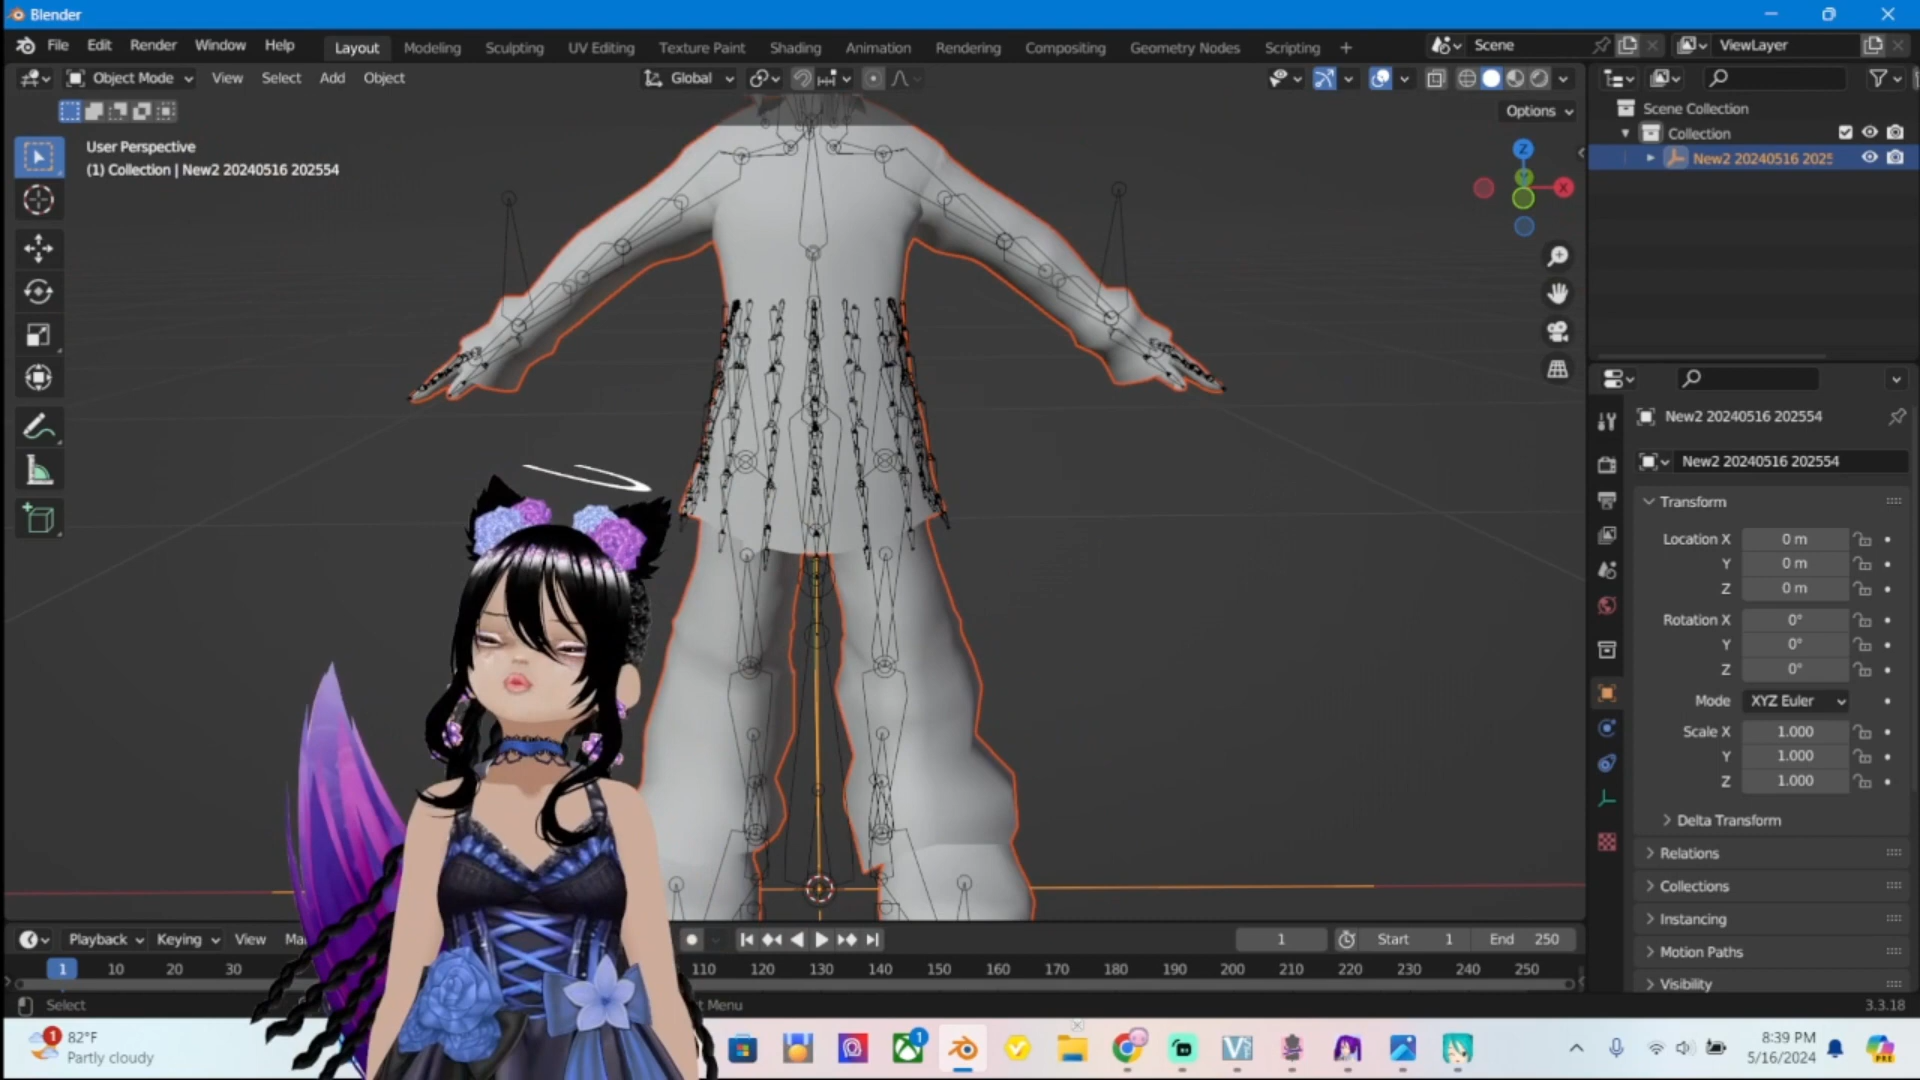 Blender
File Edit Render Window Help Layout Modeling Sculpting UV Editing Texture Paint Shading Animation Rendering Compositing Geometry Nodes Scripting + Scene ViewLayer
Object Mode View Select Add Object Global
Options
User Perspective
(1) Collection | New2 20240516 202554
Z
X
Scene Collection
Collection
New2 20240516 2025
New2 20240516 202554
New2 20240516 202554
Transform
Location X 0 m
Y 0 m
Z 0 m
Rotation X 0°
Y 0°
Z 0°
Mode XYZ Euler
Scale X 1.000
Y 1.000
Z 1.000
Delta Transform
Relations
Collections
Instancing
Motion Paths
Visibility
Playback Keying View Ma 1 Start 1 End 250
1 10 20 30 110 120 130 140 150 160 170 180 190 200 210 220 230 240 250
Select t Menu 3.3.18
1 82°F
Partly cloudy
1
8:39 PM
5/16/2024
PRE